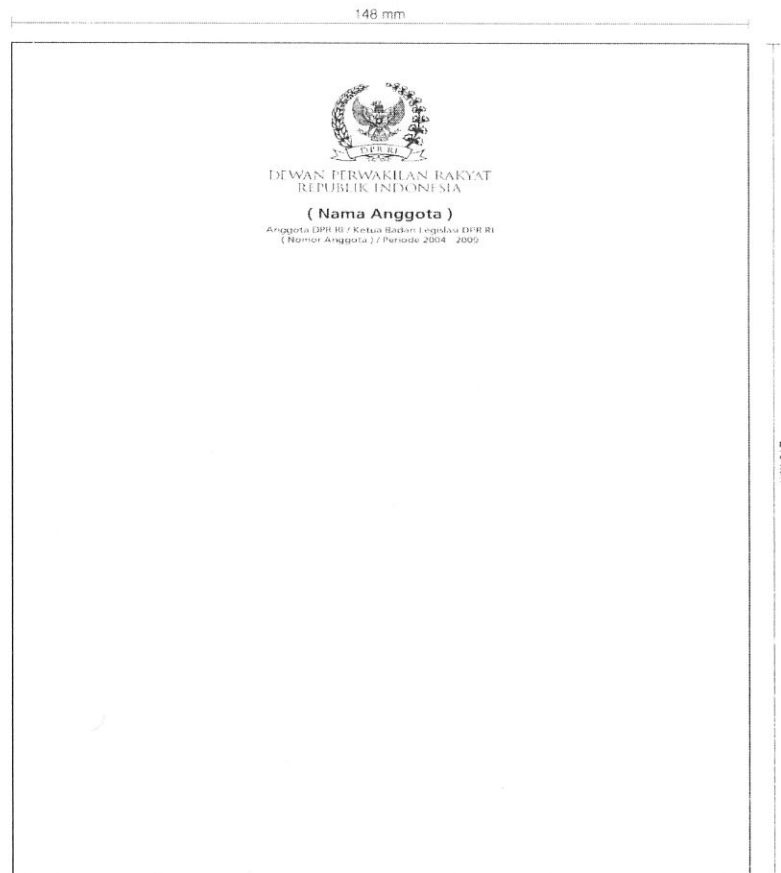 148 mm
DPR RI
DEWAN PERWAKILAN RAKYAT
REPUBLIK INDONESIA
( Nama Anggota )
Anggota DPR RI / Ketua Badan Legislasi DPR RI
( Nomor Anggota ) / Periode 2004 - 2009